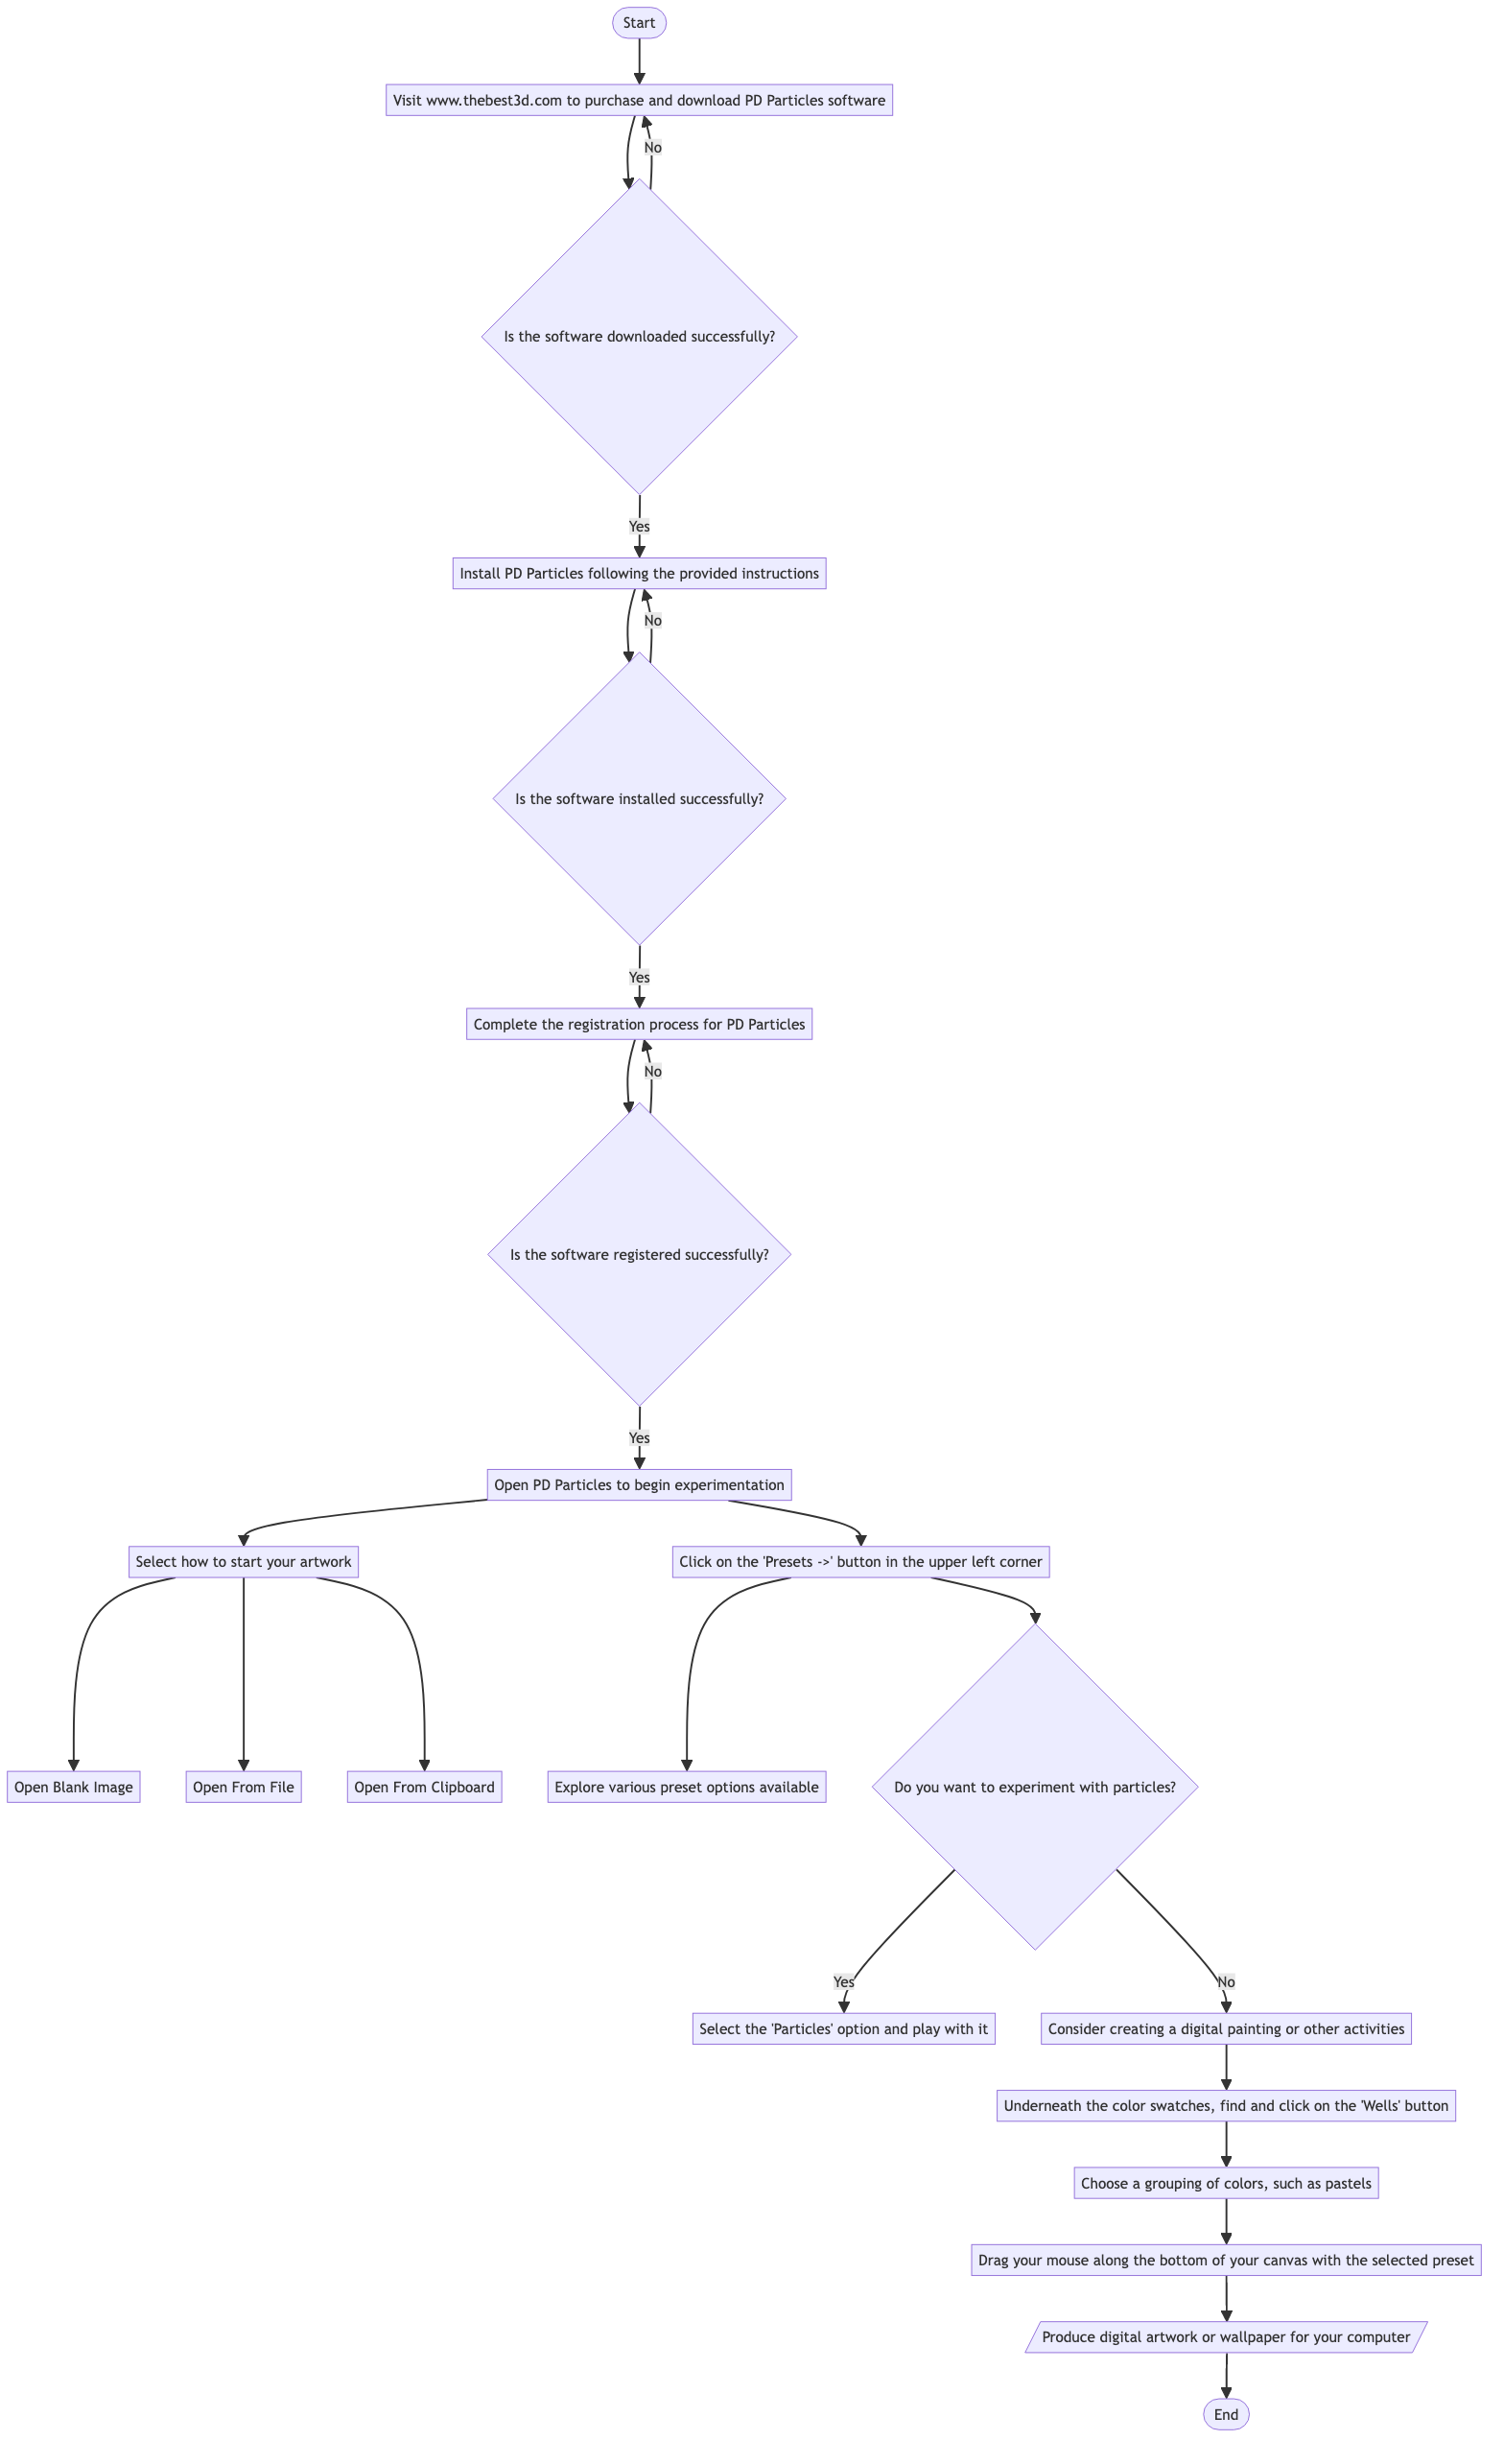 Start
Visit www.thebest3d.com to purchase and download PD Particles software
No
Is the software downloaded successfully?
Yes
Install PD Particles following the provided instructions
No
Is the software installed successfully?
Yes
Complete the registration process for PD Particles
No
Is the software registered successfully?
Yes
Open PD Particles to begin experimentation
Select how to start your artwork
Click on the 'Presets ->' button in the upper left corner
Open Blank Image
Open From File
Open From Clipboard
Explore various preset options available
Do you want to experiment with particles?
Yes
No
Select the 'Particles' option and play with it
Consider creating a digital painting or other activities
Underneath the color swatches, find and click on the 'Wells' button
Choose a grouping of colors, such as pastels
Drag your mouse along the bottom of your canvas with the selected preset
Produce digital artwork or wallpaper for your computer
End